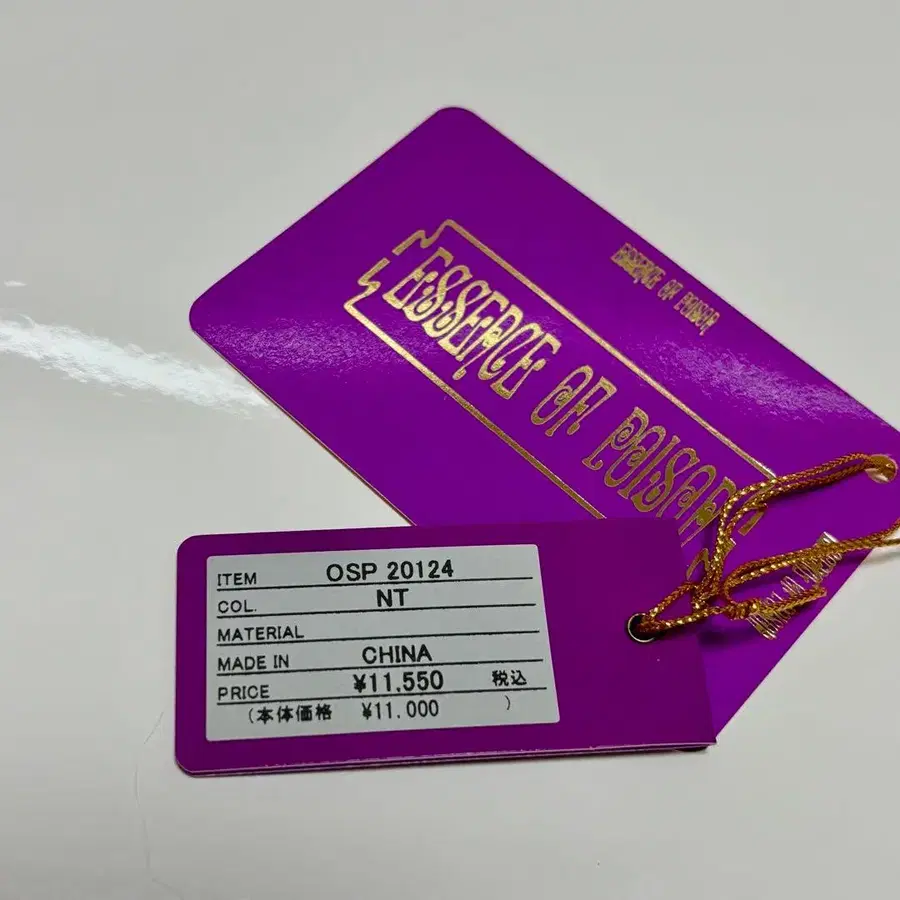 ESSENCE OF POISON
ESSENCE OF POISON
ITEM OSP 20124
COL. NT
MATERIAL
MADE IN CHINA
PRICE ¥11.550 税込
(本体価格 ¥11.000 )